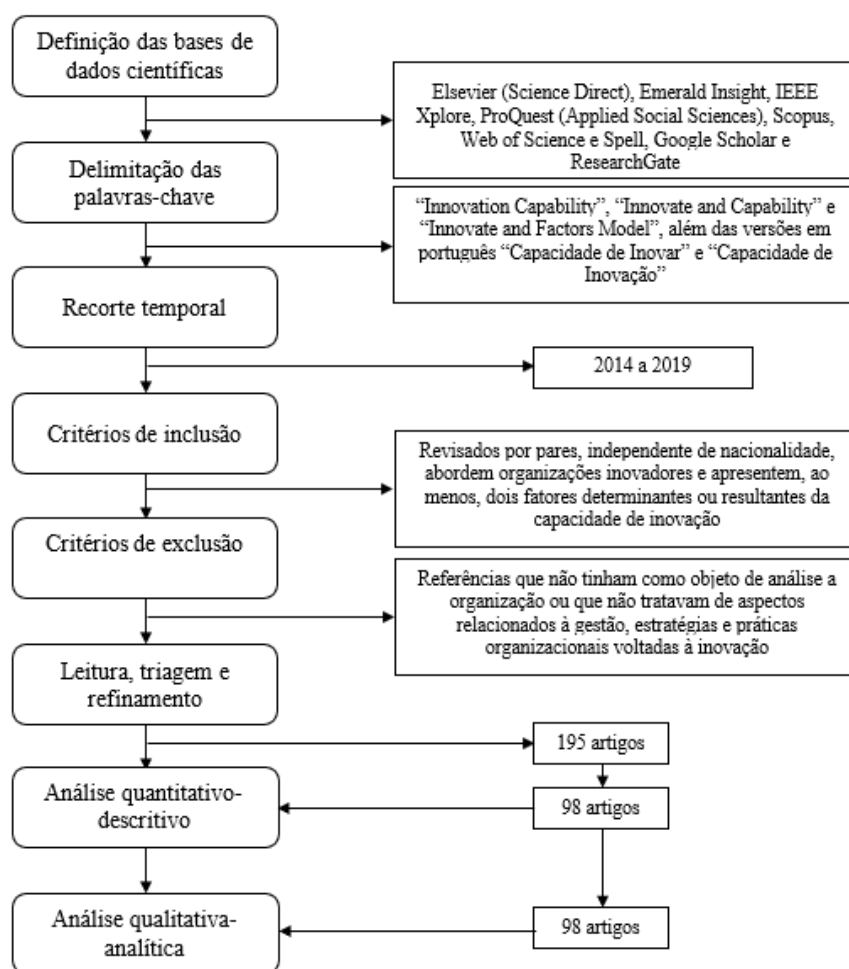 Definição das bases de
dados científicas
Elsevier (Science Direct), Emerald Insight, IEEE
Xplore, ProQuest (Applied Social Sciences), Scopus,
Web of Science e Spell, Google Scholar e
ResearchGate
Delimitação das
palavras-chave
“Innovation Capability”, “Innovate and Capability” e
“Innovate and Factors Model”, além das versões em
português “Capacidade de Inovar” e “Capacidade de
Inovação”
Recorte temporal
2014 a 2019
Critérios de inclusão
Revisados por pares, independente de nacionalidade,
abordem organizações inovadores e apresentem, ao
menos, dois fatores determinantes ou resultantes da
capacidade de inovação
Critérios de exclusão
Referências que não tinham como objeto de análise a
organização ou que não tratavam de aspectos
relacionados à gestão, estratégias e práticas
organizacionais voltadas à inovação
Leitura, triagem e
refinamento
195 artigos
Análise quantitativo-
descritivo
98 artigos
Análise qualitativa-
analítica
98 artigos